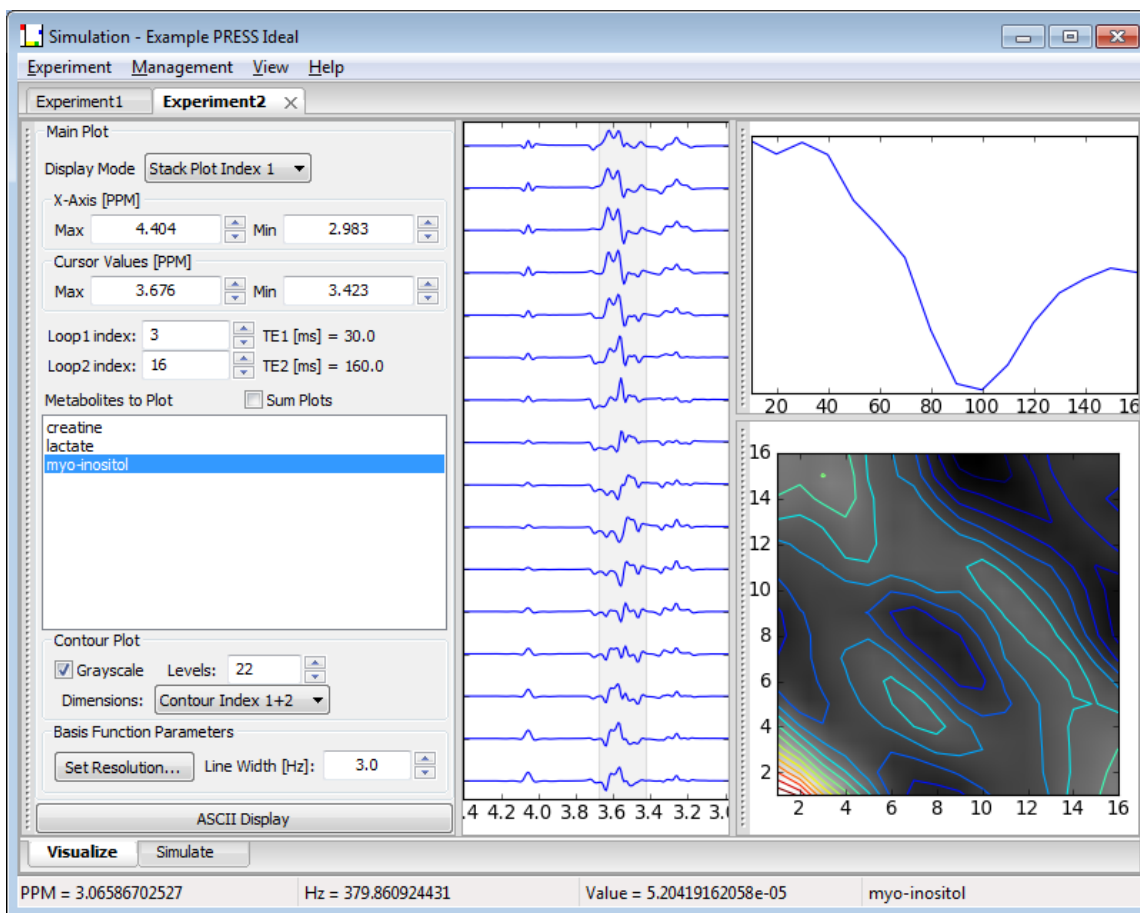 Simulation - Example PRESS Ideal
Experiment Management View Help
Experiment1 Experiment2
Main Plot
Display Mode Stack Plot Index 1
X-Axis [PPM]
Max 4.404 Min 2.983
Cursor Values [PPM]
Max 3.676 Min 3.423
Loop1 index: 3 TE1 [ms] = 30.0
Loop2 index: 16 TE2 [ms] = 160.0
Metabolites to Plot Sum Plots
creatine
lactate
myo-inositol
Contour Plot
Grayscale Levels: 22
Dimensions: Contour Index 1+2
Basis Function Parameters
Set Resolution... Line Width [Hz]: 3.0
ASCII Display
.4 4.2 4.0 3.8 3.6 3.4 3.2 3.0
20 40 60 80 100 120 140 16
16
14
12
10
8
6
4
2
2 4 6 8 10 12 14 16
Visualize Simulate
PPM = 3.06586702527 Hz = 379.860924431 Value = 5.20419162058e-05 myo-inositol